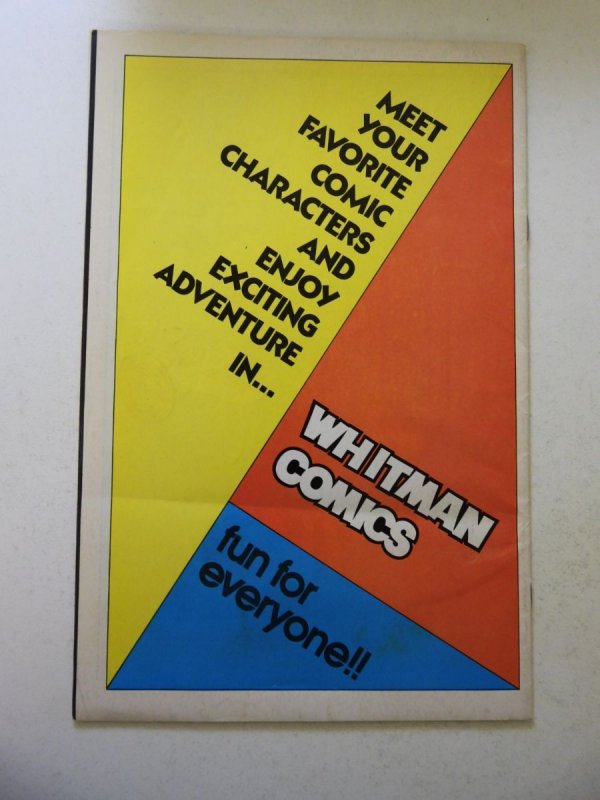 MEET
YOUR
FAVORITE
COMIC
CHARACTERS
AND
ENJOY
EXCITING
ADVENTURE
IN...
WHITMAN
COMICS
fun for
everyone!!